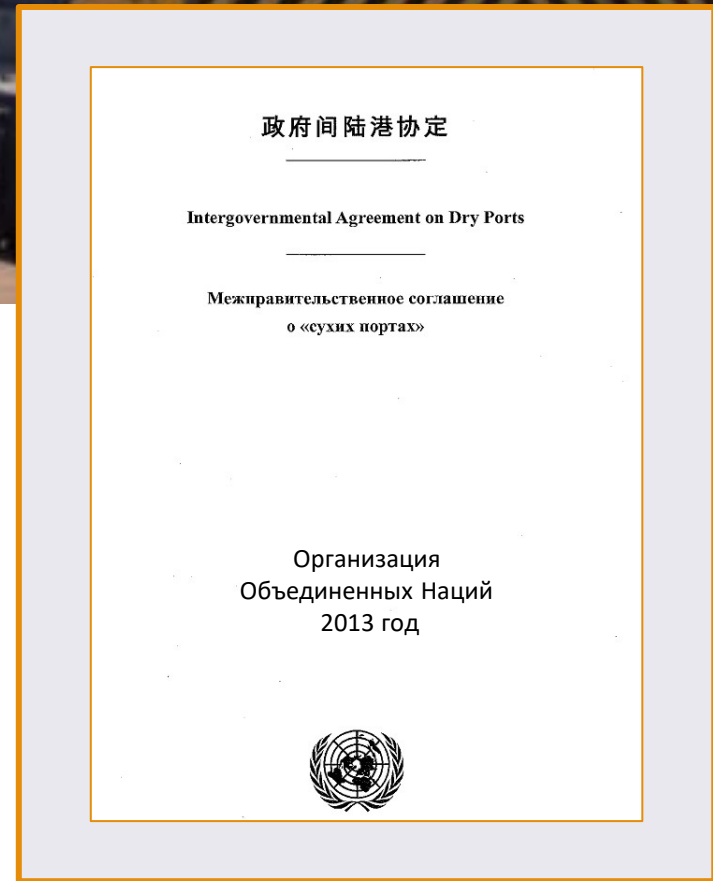 政府间陆港协定
Intergovernmental Agreement on Dry Ports
Межправительственное соглашение
о «сухих портах»
Организация
Объединенных Наций
2013 год